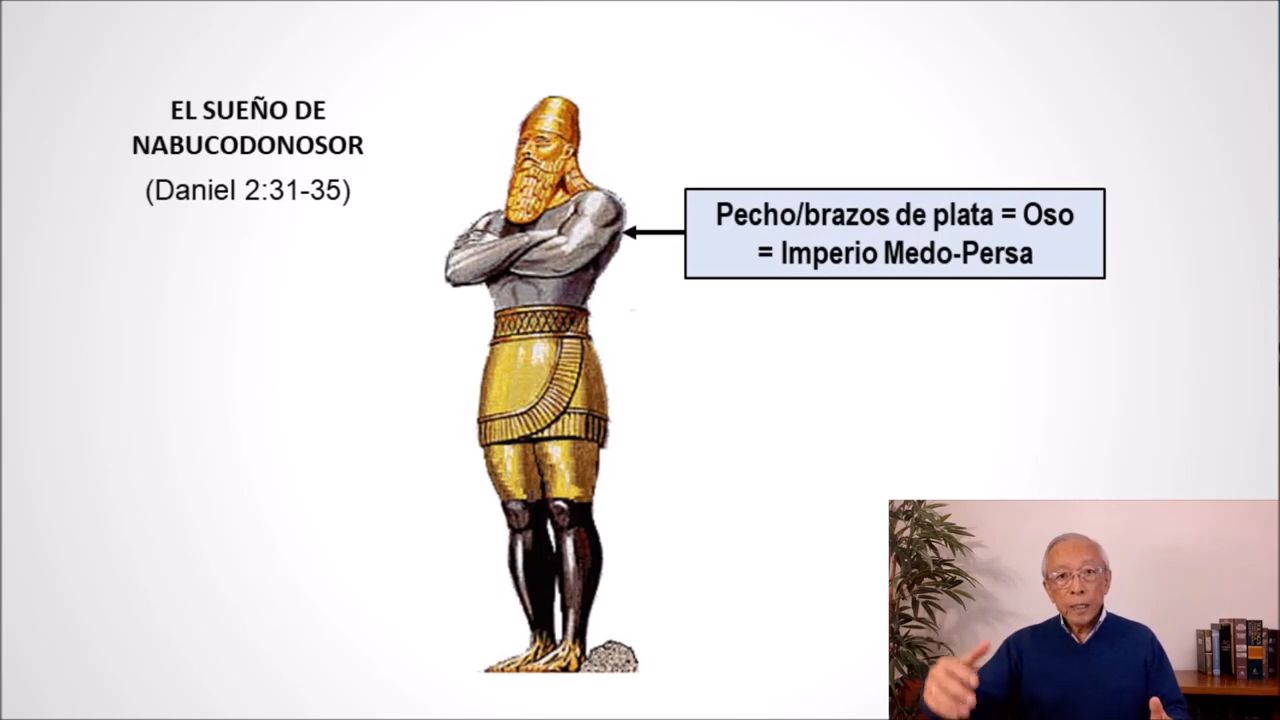 EL SUEÑO DE
NABUCODONOSOR
(Daniel 2:31-35)
Pecho/brazos de plata = Oso
= Imperio Medo-Persa